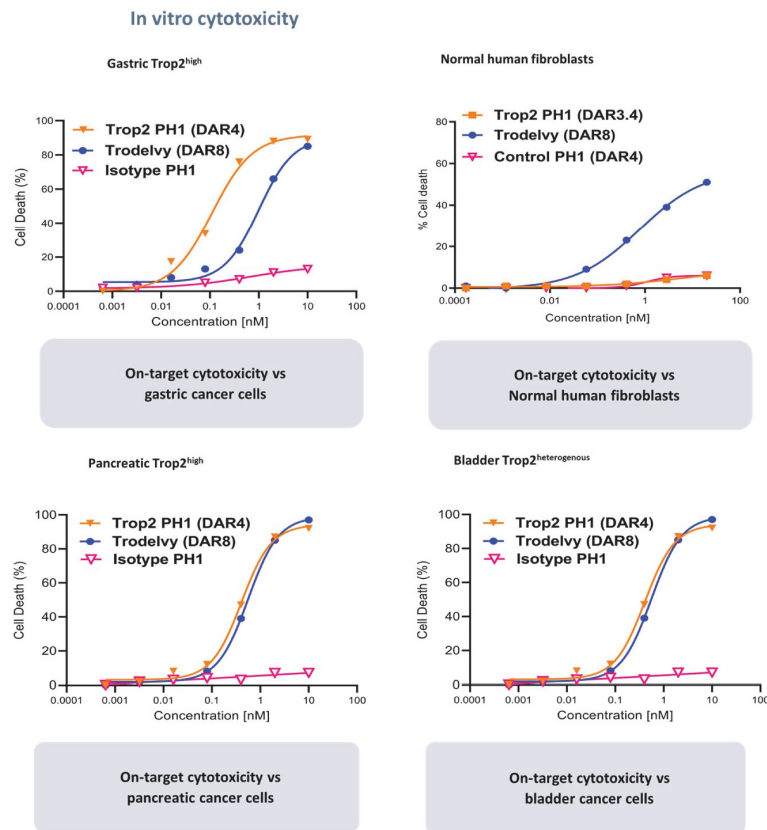 In vitro cytotoxicity
Gastric Trop2high
100
80
60
40
20
0
Cell Death (%)
Trop2 PH1 (DAR4)
Trodelvy (DAR8)
Isotype PH1
0.0001 0.001 0.01 0.1 1 10 100
Concentration [nM]
On-target cytotoxicity vs
gastric cancer cells
Normal human fibroblasts
80
60
40
20
0
% Cell death
Trop2 PH1 (DAR3.4)
Trodelvy (DAR8)
Control PH1 (DAR4)
0.0001 0.01 1 100
Concentration [nM]
On-target cytotoxicity vs
Normal human fibroblasts
Pancreatic Trop2high
100
80
60
40
20
0
Cell Death (%)
Trop2 PH1 (DAR4)
Trodelvy (DAR8)
Isotype PH1
0.0001 0.001 0.01 0.1 1 10 100
Concentration [nM]
On-target cytotoxicity vs
pancreatic cancer cells
Bladder Trop2heterogenous
100
80
60
40
20
0
Cell Death (%)
Trop2 PH1 (DAR4)
Trodelvy (DAR8)
Isotype PH1
0.0001 0.001 0.01 0.1 1 10 100
Concentration [nM]
On-target cytotoxicity vs
bladder cancer cells